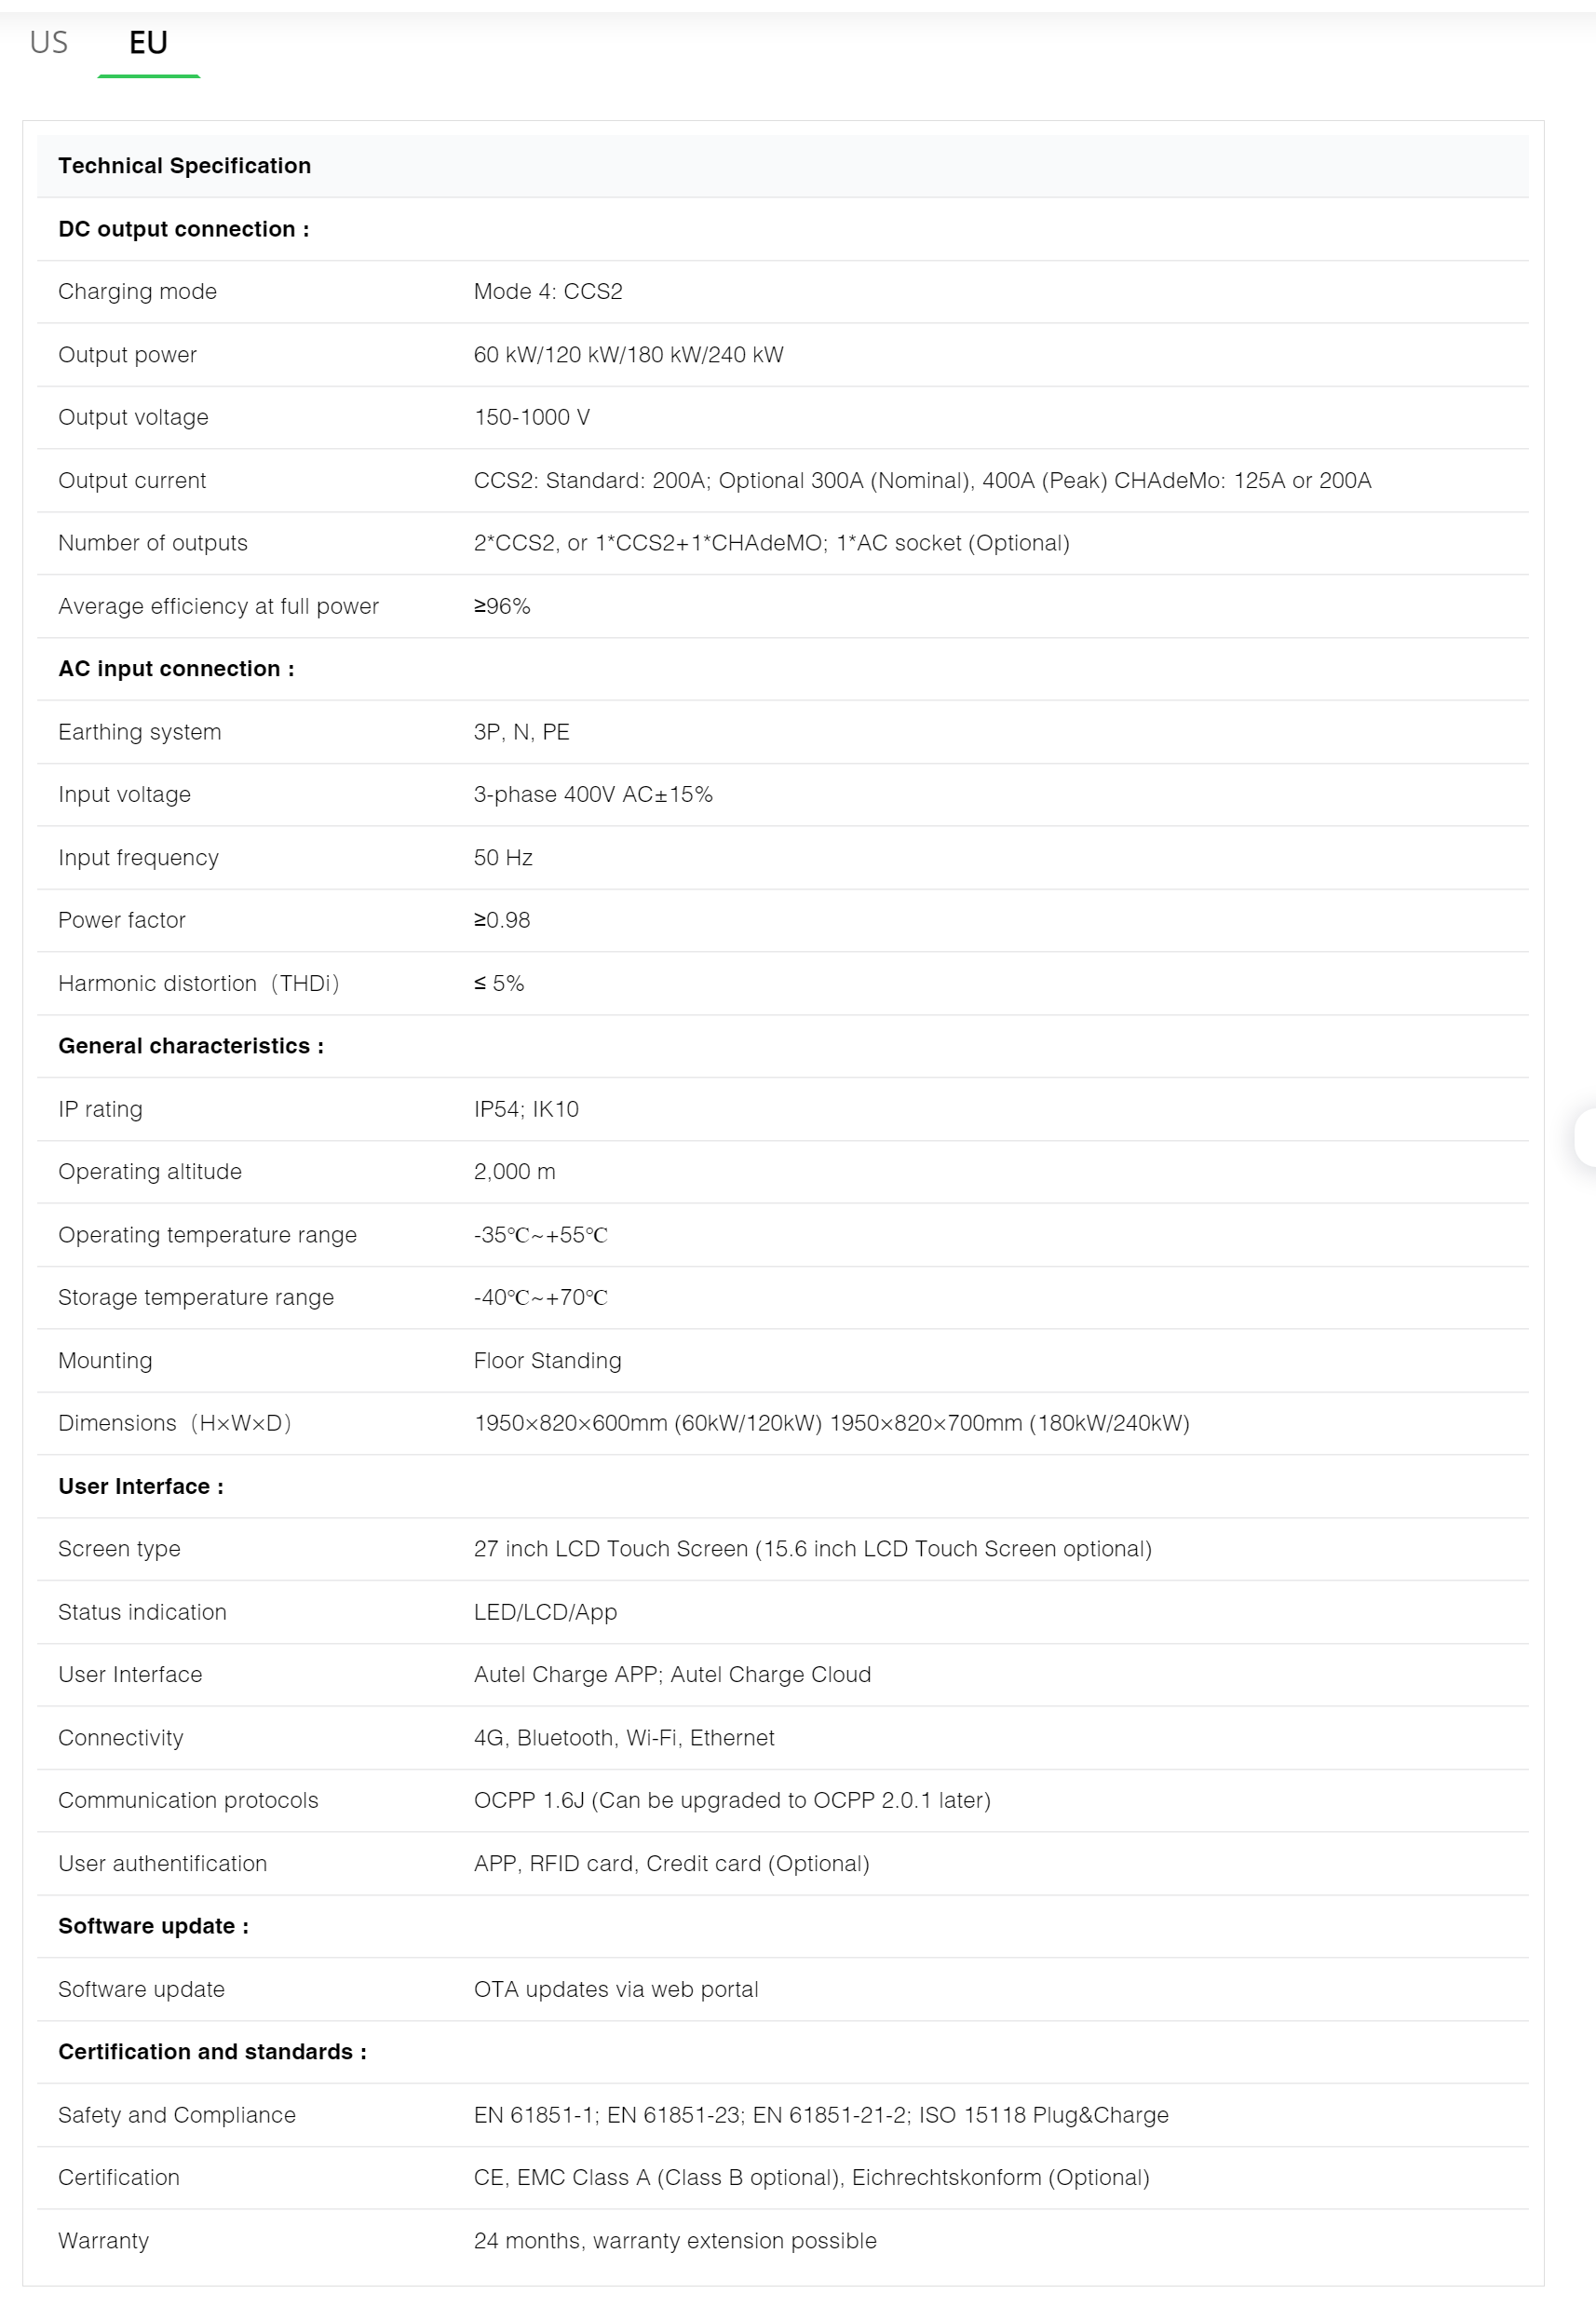 US EU
Technical Specification
DC output connection :
Charging mode Mode 4: CCS2
Output power 60 kW/120 kW/180 kW/240 kW
Output voltage 150-1000 V
Output current CCS2: Standard: 200A; Optional 300A (Nominal), 400A (Peak) CHAdeMo: 125A or 200A
Number of outputs 2*CCS2, or 1*CCS2+1*CHAdeMO; 1*AC socket (Optional)
Average efficiency at full power ≥96%
AC input connection :
Earthing system 3P, N, PE
Input voltage 3-phase 400V AC±15%
Input frequency 50 Hz
Power factor ≥0.98
Harmonic distortion（THDi） ≤ 5%
General characteristics :
IP rating IP54; IK10
Operating altitude 2,000 m
Operating temperature range -35℃~+55℃
Storage temperature range -40℃~+70℃
Mounting Floor Standing
Dimensions（H×W×D） 1950×820×600mm (60kW/120kW) 1950×820×700mm (180kW/240kW)
User Interface :
Screen type 27 inch LCD Touch Screen (15.6 inch LCD Touch Screen optional)
Status indication LED/LCD/App
User Interface Autel Charge APP; Autel Charge Cloud
Connectivity 4G, Bluetooth, Wi-Fi, Ethernet
Communication protocols OCPP 1.6J (Can be upgraded to OCPP 2.0.1 later)
User authentification APP, RFID card, Credit card (Optional)
Software update :
Software update OTA updates via web portal
Certification and standards :
Safety and Compliance EN 61851-1; EN 61851-23; EN 61851-21-2; ISO 15118 Plug&Charge
Certification CE, EMC Class A (Class B optional), Eichrechtskonform (Optional)
Warranty 24 months, warranty extension possible